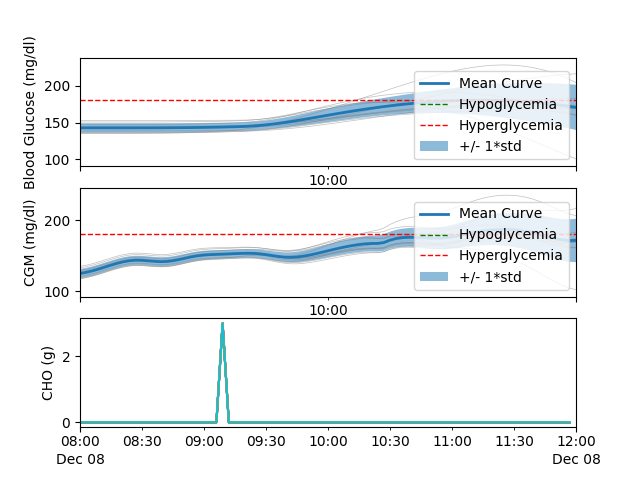 Blood Glucose (mg/dl)
200
150
100
Mean Curve
Hypoglycemia
Hyperglycemia
+/- 1*std
10:00
CGM (mg/dl)
200
100
Mean Curve
Hypoglycemia
Hyperglycemia
+/- 1*std
10:00
CHO (g)
2
0
08:00 08:30 09:00 09:30 10:00 10:30 11:00 11:30 12:00
Dec 08 Dec 08